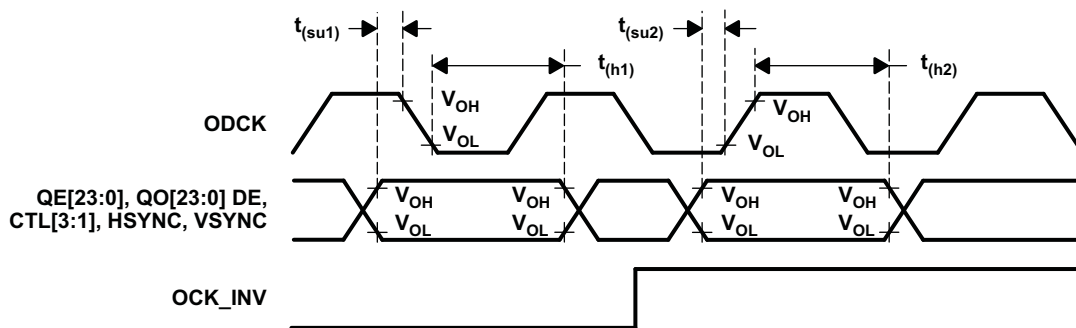 t(su1)
t(su2)
t(h1)
t(h2)
ODCK
VOH
VOL
VOH
VOL
QE[23:0], QO[23:0] DE,
CTL[3:1], HSYNC, VSYNC
VOH VOH VOH VOH
VOL VOL VOL VOL
OCK_INV